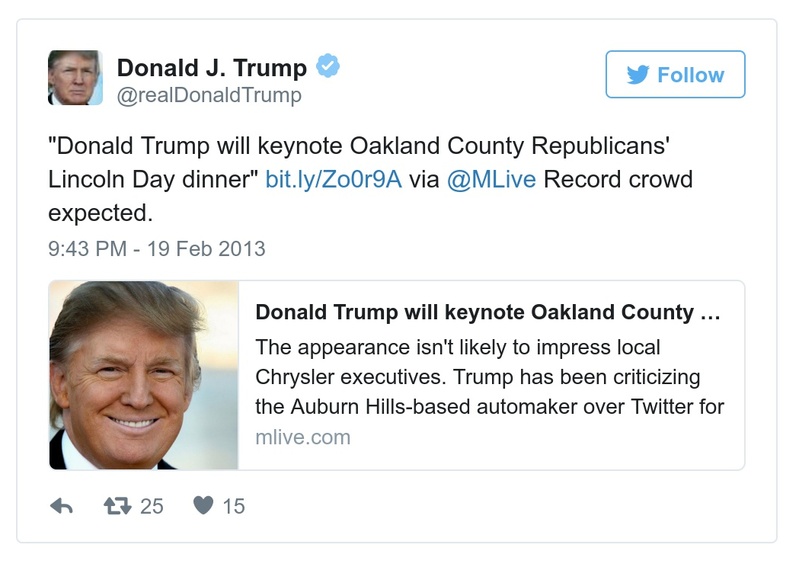 Donald J. Trump
@realDonaldTrump
Follow
"Donald Trump will keynote Oakland County Republicans'
Lincoln Day dinner" bit.ly/Zo0r9A via @MLive Record crowd
expected.
9:43 PM - 19 Feb 2013
Donald Trump will keynote Oakland County ...
The appearance isn't likely to impress local
Chrysler executives. Trump has been criticizing
the Auburn Hills-based automaker over Twitter for
mlive.com
25
15